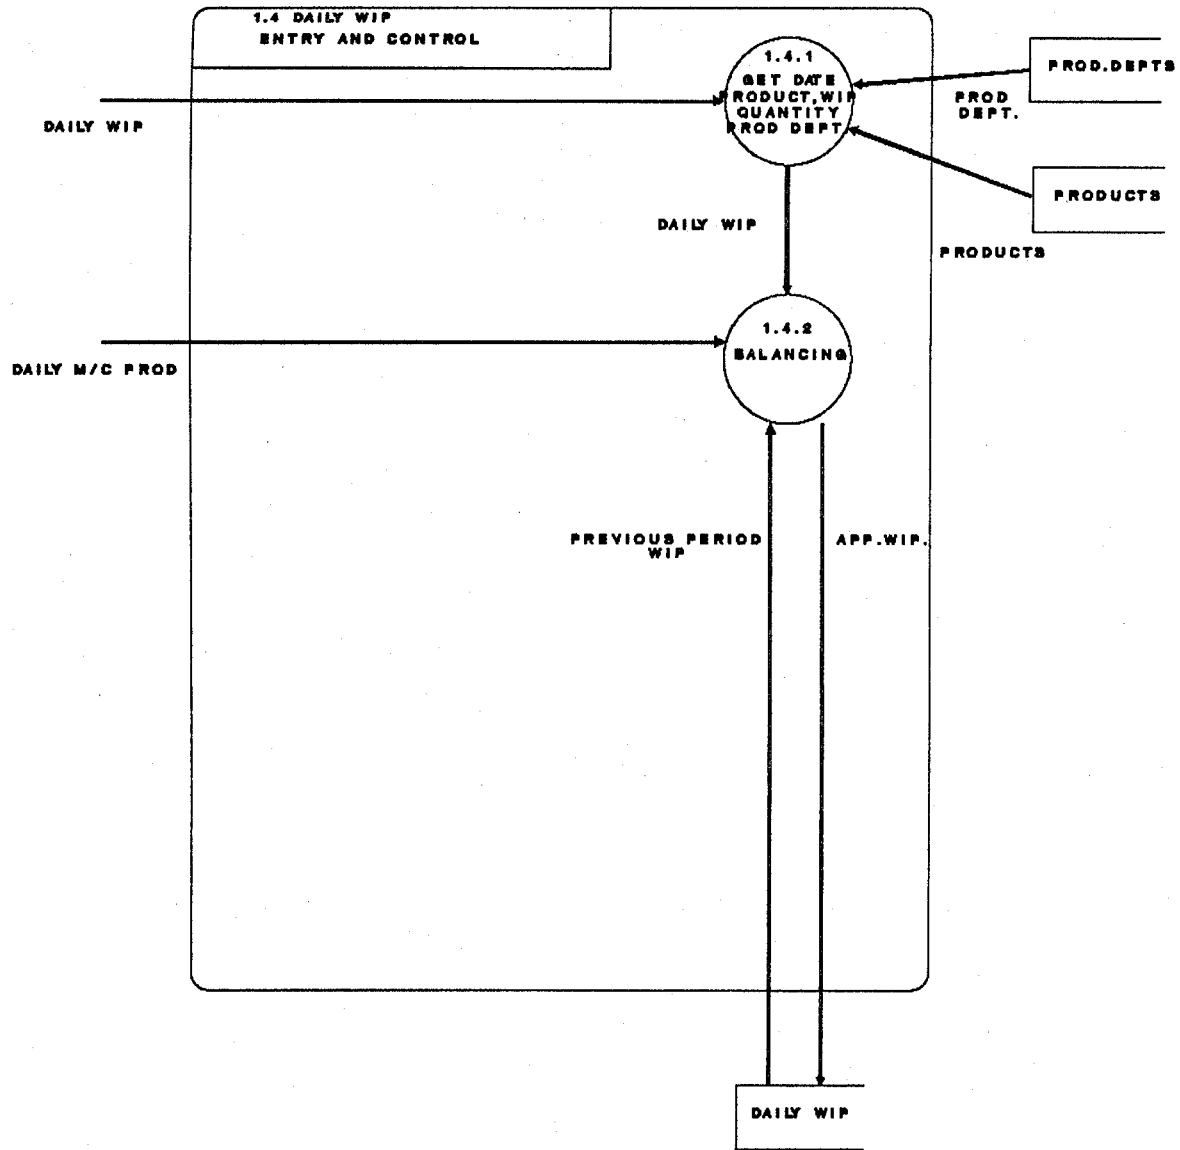 1.4 DAILY WIP
ENTRY AND CONTROL
1.4.1
GET DATE
PRODUCT,WIP
QUANTITY
PROD DEPT.
PROD.DEPTS
PROD
DEPT.
DAILY WIP
PRODUCTS
DAILY WIP
PRODUCTS
1.4.2
BALANCING
DAILY M/C PROD
PREVIOUS PERIOD
WIP
APP.WIP.
DAILY WIP